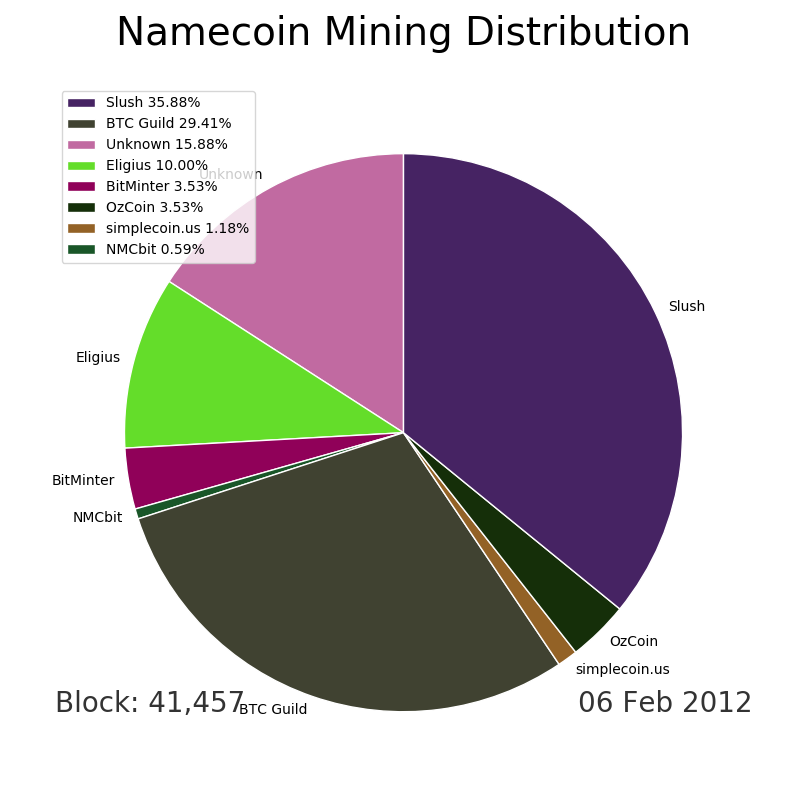 Namecoin Mining Distribution
Slush 35.88%
BTC Guild 29.41%
Unknown 15.88%
Eligius 10.00%
BitMinter 3.53%
OzCoin 3.53%
simplecoin.us 1.18%
NMCbit 0.59%
Unknown
Slush
Eligius
BitMinter
NMCbit
OzCoin
simplecoin.us
BTC Guild
Block: 41,457
06 Feb 2012